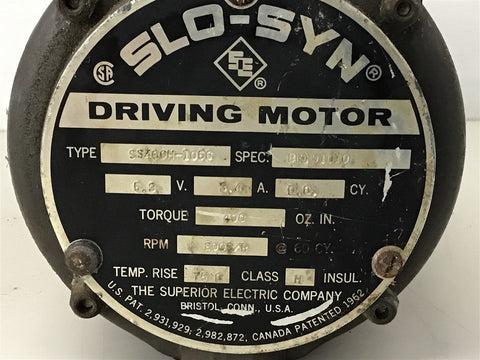 SLO-SYN®
SA
SE ®
DRIVING MOTOR
TYPE SPEC.
V. A. CY.
TORQUE OZ. IN.
RPM @ 60 CY.
TEMP. RISE CLASS H INSUL.
THE SUPERIOR ELECTRIC COMPANY
BRISTOL, CONN., U.S.A.
U.S. PAT. 2,931,929; 2,982,872, CANADA PATENTED 1962